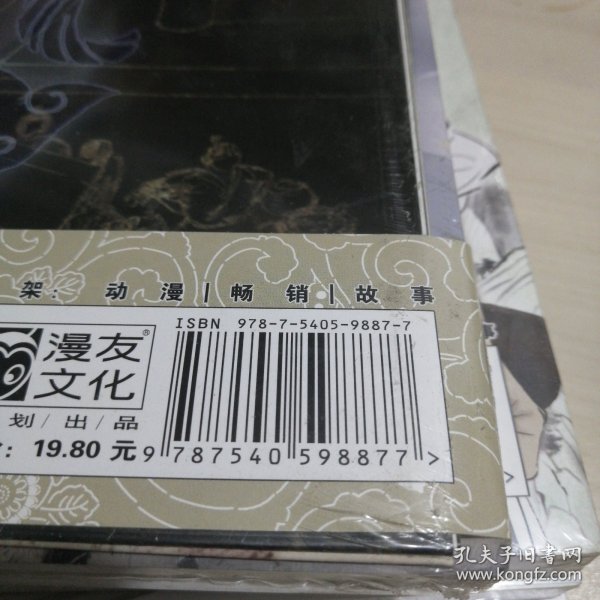 架: 动漫|畅销|故事
ISBN 978-7-5405-9887-7
漫友®
文化
划/出品
: 19.80 元
9 787540 598877 >
孔夫子旧书网
www.kongfz.com